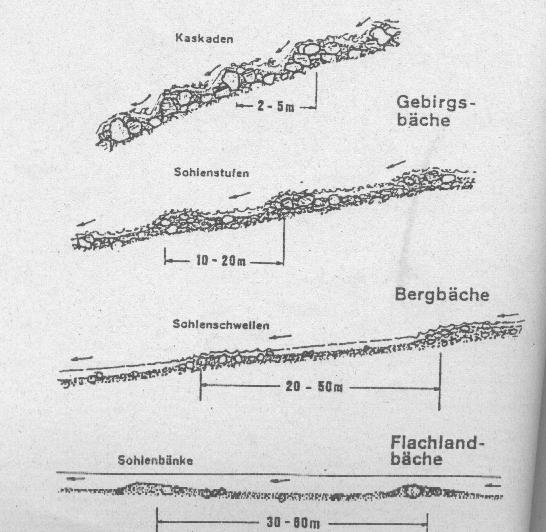 Kaskaden
2-5m
Gebirgs-
bäche
Sohlenstufen
10-20m
Bergbäche
Sohlenschwellen
20 - 50m
Flachland-
bäche
Sohlenbänke
30-60m